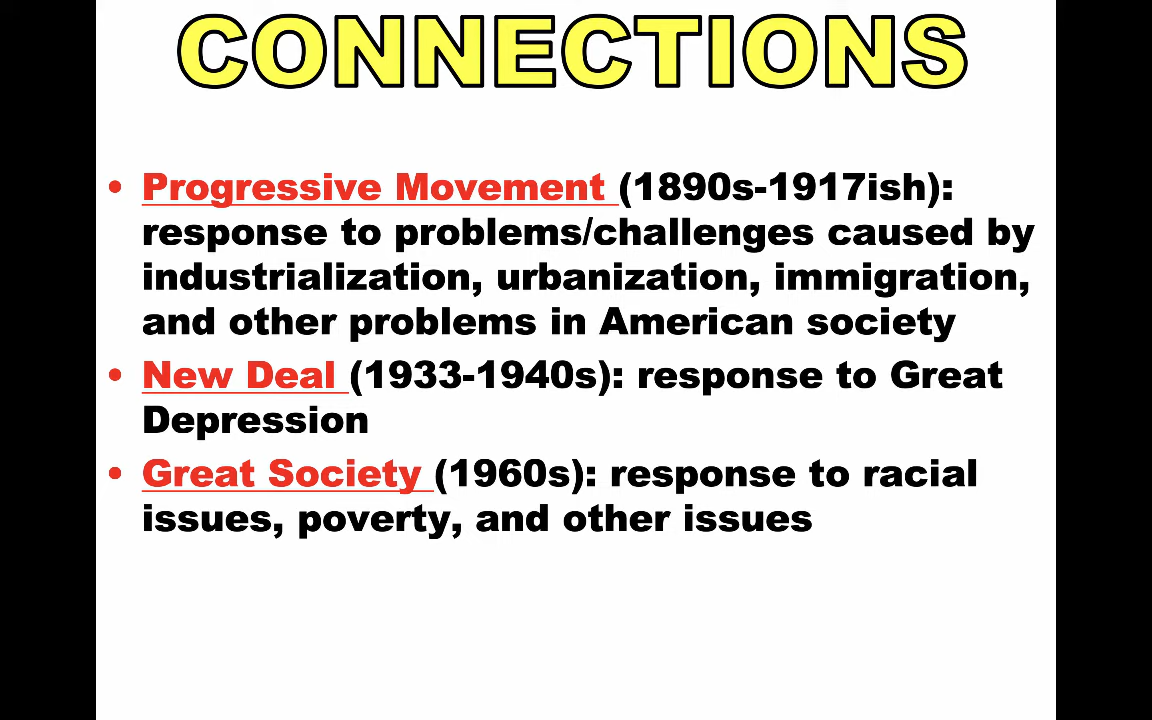 CONNECTIONS
• Progressive Movement (1890s-1917ish):
response to problems/challenges caused by
industrialization, urbanization, immigration,
and other problems in American society
• New Deal (1933-1940s): response to Great
Depression
• Great Society (1960s): response to racial
issues, poverty, and other issues